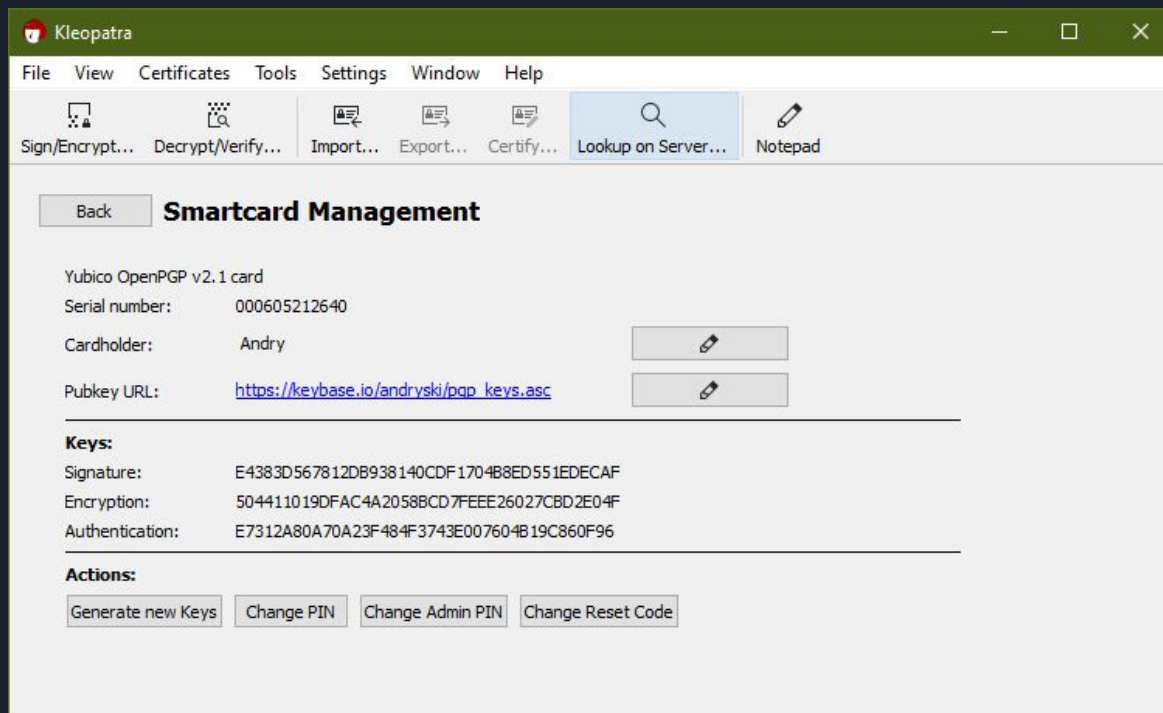 Kleopatra
File View Certificates Tools Settings Window Help
Sign/Encrypt... Decrypt/Verify... Import... Export... Certify... Lookup on Server... Notepad
Back Smartcard Management
Yubico OpenPGP v2.1 card
Serial number: 000605212640
Cardholder: Andry
Pubkey URL: https://keybase.io/andryski/pgp_keys.asc
Keys:
Signature: E4383D567812DB938140CDF1704B8ED551EDECAF
Encryption: 504411019DFAC4A2058BCD7FEEE26027CBD2E04F
Authentication: E7312A80A70A23F484F3743E007604B19C860F96
Actions:
Generate new Keys Change PIN Change Admin PIN Change Reset Code